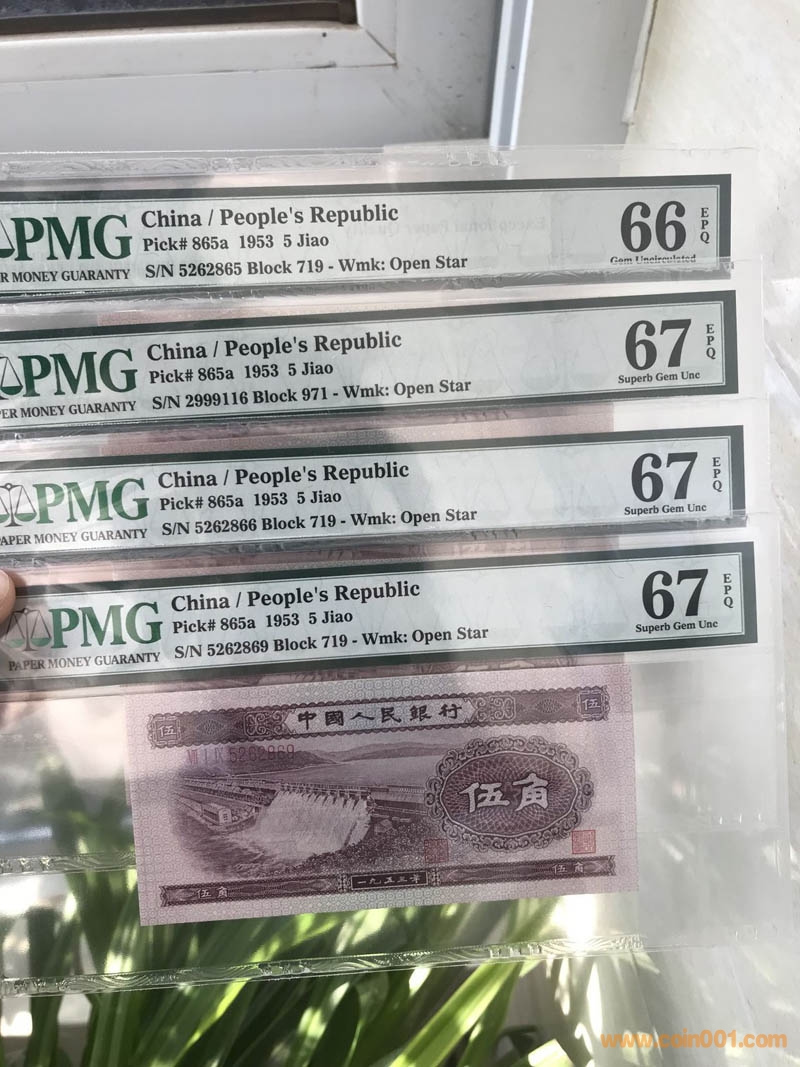 PMG
R MONEY GUARANTY
China / People's Republic
Pick# 865a 1953 5 Jiao
S/N 5262865 Block 719 - Wmk: Open Star
66 EPQ
Gem Uncirculated
PMG
PER MONEY GUARANTY
China / People's Republic
Pick# 865a 1953 5 Jiao
S/N 2999116 Block 971 - Wmk: Open Star
67 EPQ
Superb Gem Unc
PMG
PAPER MONEY GUARANTY
China / People's Republic
Pick# 865a 1953 5 Jiao
S/N 5262866 Block 719 - Wmk: Open Star
67 EPQ
Superb Gem Unc
PMG
PAPER MONEY GUARANTY
China / People's Republic
Pick# 865a 1953 5 Jiao
S/N 5262869 Block 719 - Wmk: Open Star
67 EPQ
Superb Gem Unc
伍 中國人民銀行 伍
5262869
伍角
伍角 一九五三年 伍角
www.coin001.com